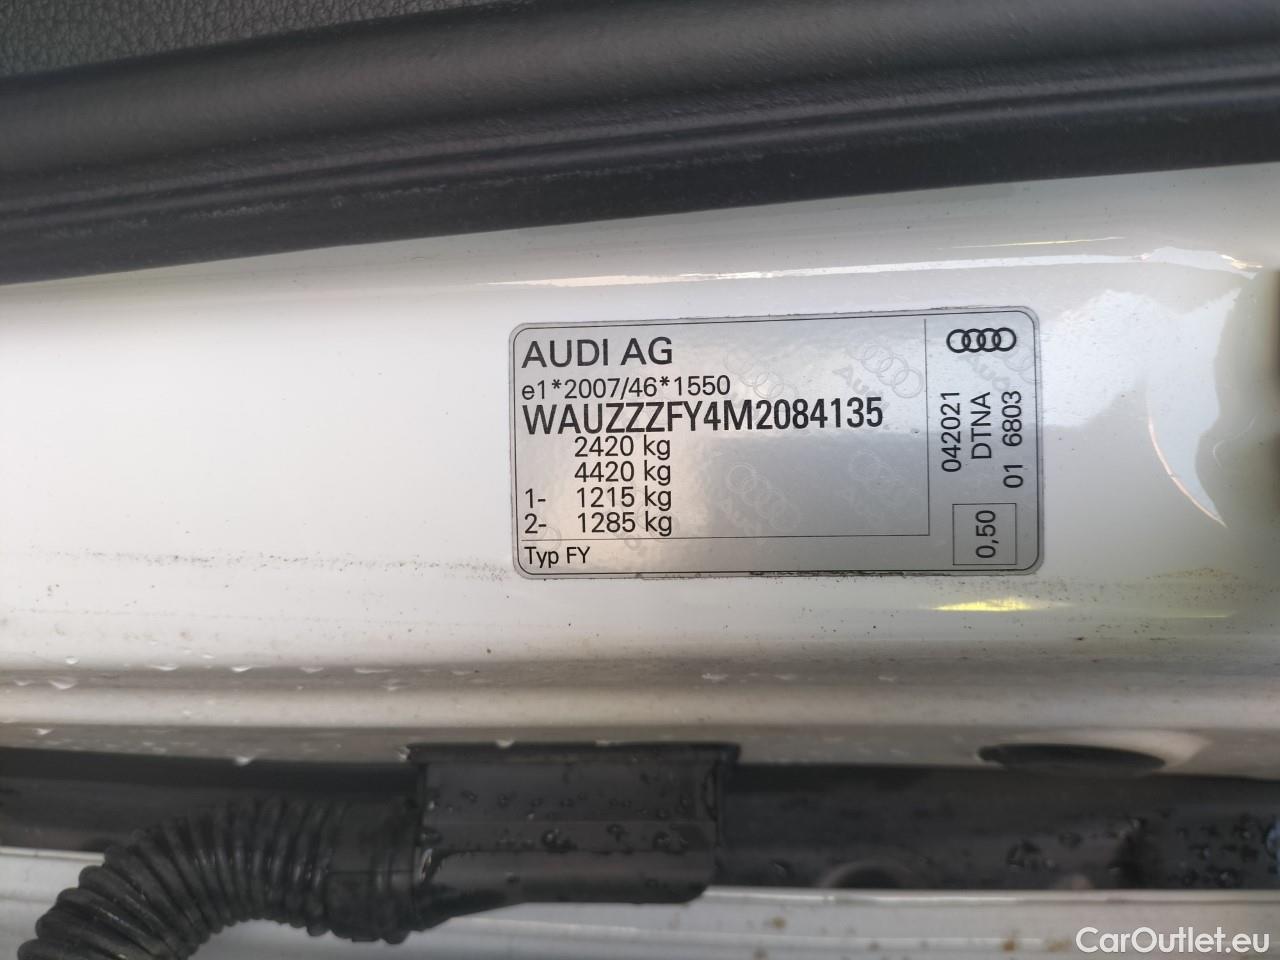 AUDI AG
e1*2007/46*1550
WAUZZZFY4M2084135
2420 kg
4420 kg
1- 1215 kg
2- 1285 kg
Typ FY
042021
DTNA
01 6803
0,50
CarOutlet.eu